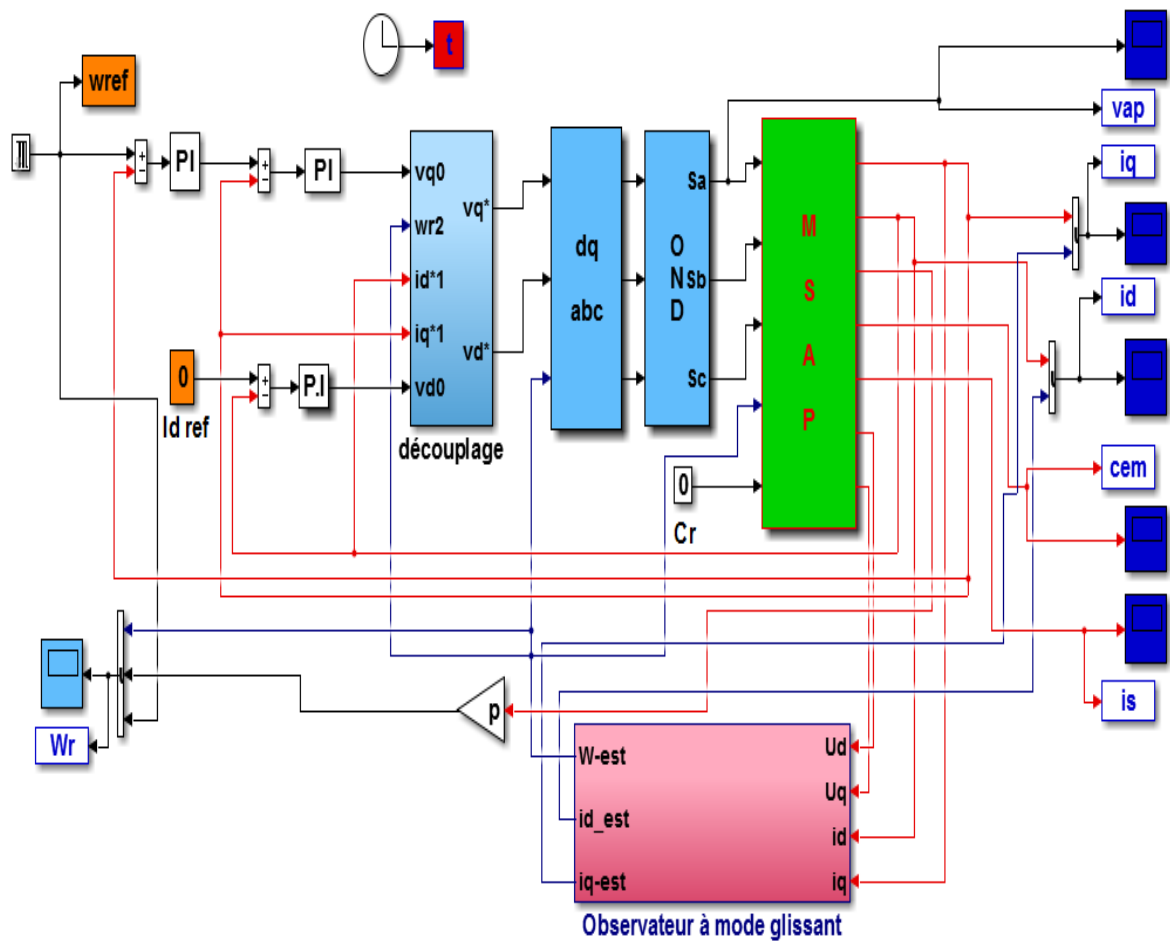 t
wref
vap
iq
PI
PI
vq0
wr2
id*1
iq*1
vd0
vq*
vd*
découplage
dq
abc
O
N
D
Sa
Sb
Sc
M
S
A
P
id
0
Id ref
P.I
0
Cr
cem
is
Wr
p
W-est
id_est
iq-est
Ud
Uq
id
iq
Observateur à mode glissant